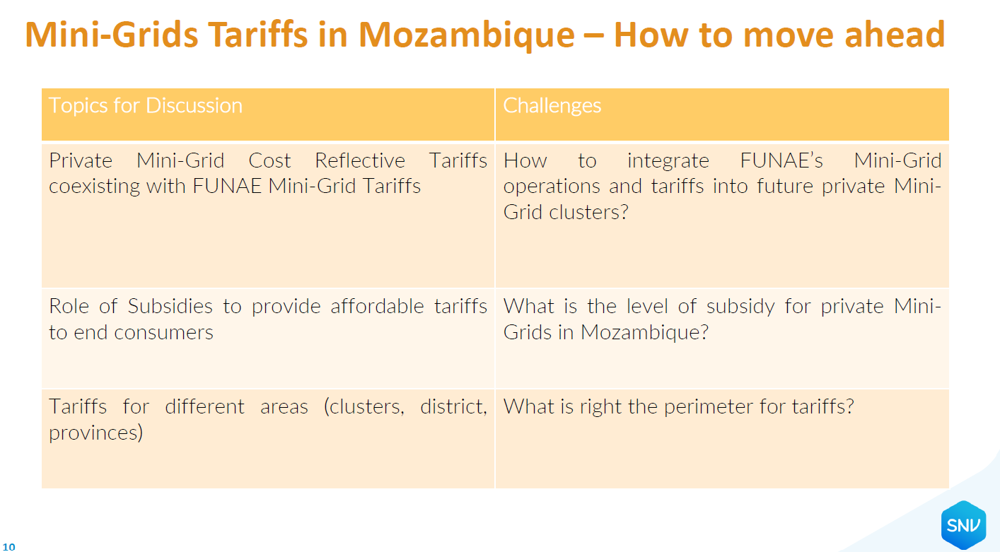 Mini-Grids Tariffs in Mozambique – How to move ahead
Topics for Discussion
Challenges
Private Mini-Grid Cost Reflective Tariffs
coexisting with FUNAE Mini-Grid Tariffs
How to integrate FUNAE’s Mini-Grid
operations and tariffs into future private Mini-
Grid clusters?
Role of Subsidies to provide affordable tariffs
to end consumers
What is the level of subsidy for private Mini-
Grids in Mozambique?
Tariffs for different areas (clusters, district,
provinces)
What is right the perimeter for tariffs?
SNV
10